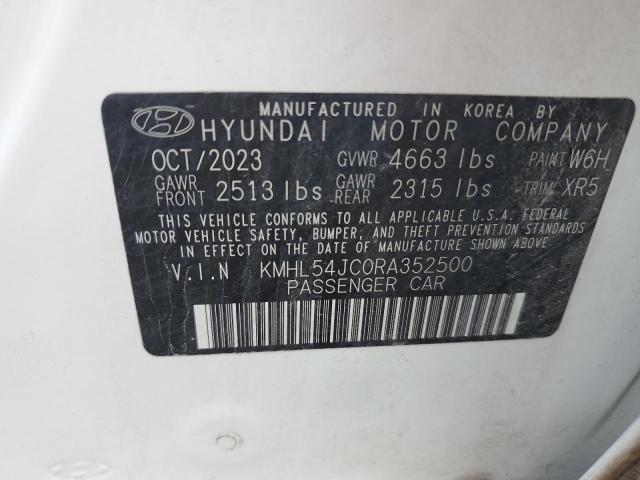 MANUFACTURED IN KOREA BY
HYUNDAI MOTOR COMPANY
OCT/2023 GVWR 4663 lbs PAINT W6H
GAWR FRONT 2513 lbs GAWR -REAR 2315 lbs -TRIM XR5
THIS VEHICLE CONFORMS TO ALL APPLICABLE U.S.A. FEDERAL
MOTOR VEHICLE SAFETY, BUMPER, AND THEFT PREVENTION STANDARDS
IN EFFECT ON THE DATE OF MANUFACTURE SHOWN ABOVE.
V.I.N KMHL54JC0RA352500
PASSENGER CAR